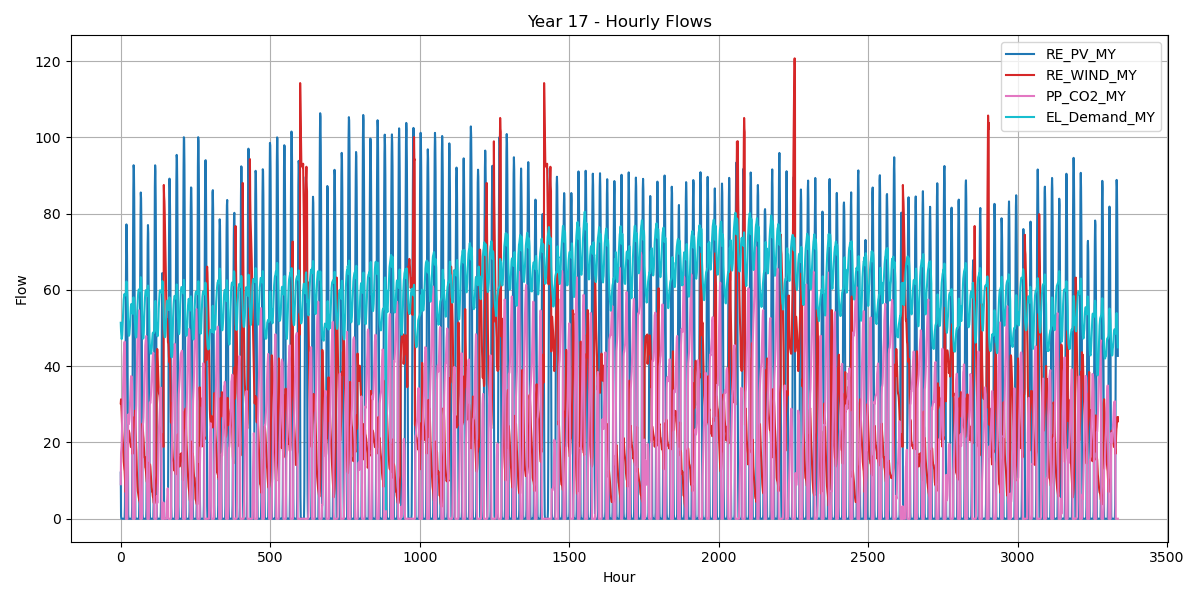 Year 17 - Hourly Flows
RE_PV_MY
RE_WIND_MY
PP_CO2_MY
EL_Demand_MY
Flow
120
100
80
60
40
20
0
0 500 1000 1500 2000 2500 3000 3500
Hour